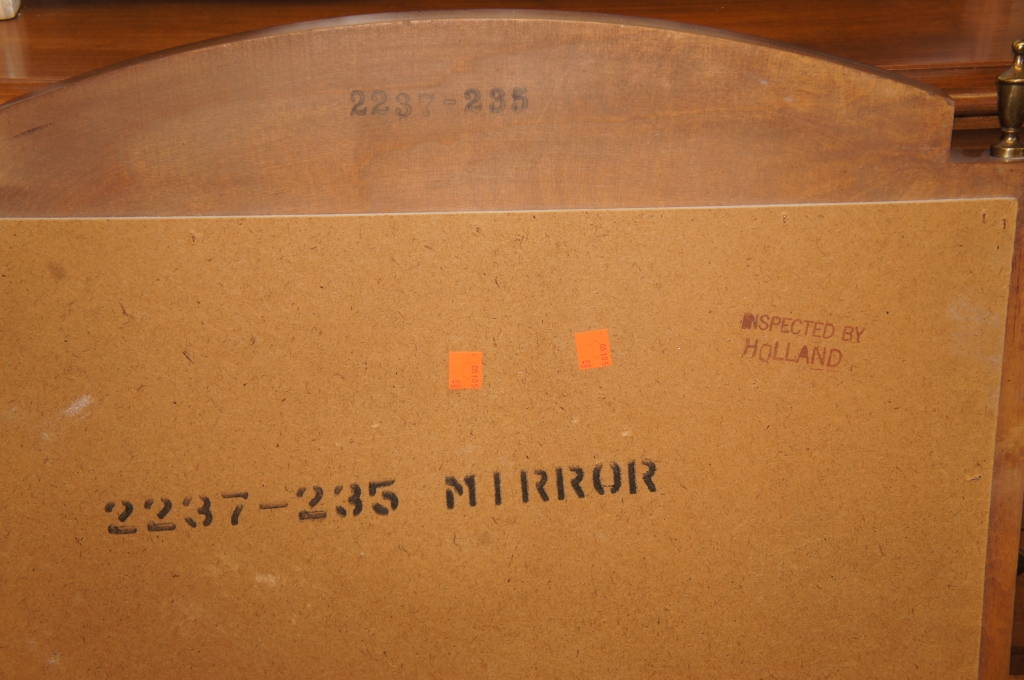 2237-235
INSPECTED BY
HOLLAND
2237-235 MIRROR